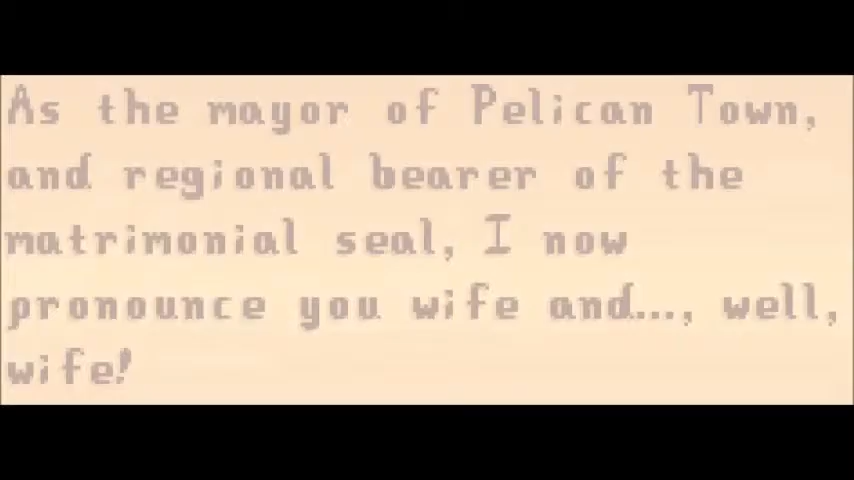 As the mayor of Pelican Town,
and regional bearer of the
matrimonial seal, I now
pronounce you wife and..., well,
wife!